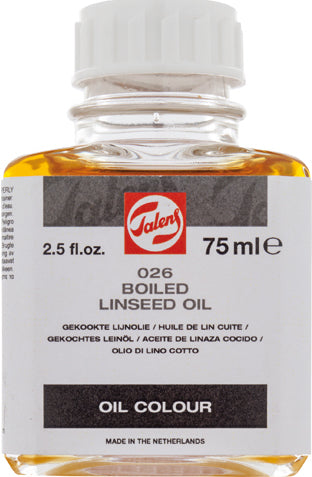 Talens
2.5 fl.oz. 75 ml e
026
BOILED
LINSEED OIL
GEKOOKTE LIJNOLIE / HUILE DE LIN CUITE /
GEKOCHTES LEINÖL / ACEITE DE LINAZA COCIDO /
OLIO DI LINO COTTO
OIL COLOUR
MADE IN THE NETHERLANDS